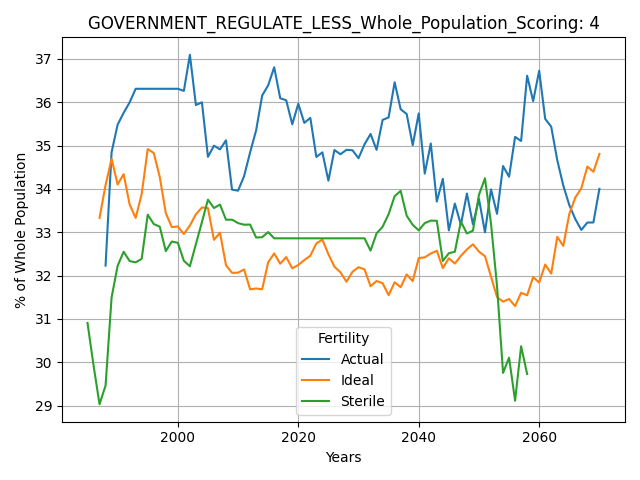 GOVERNMENT_REGULATE_LESS_Whole_Population_Scoring: 4
37
36
35
34
33
32
31
30
29
% of Whole Population
Fertility
Actual
Ideal
Sterile
2000 2020 2040 2060
Years